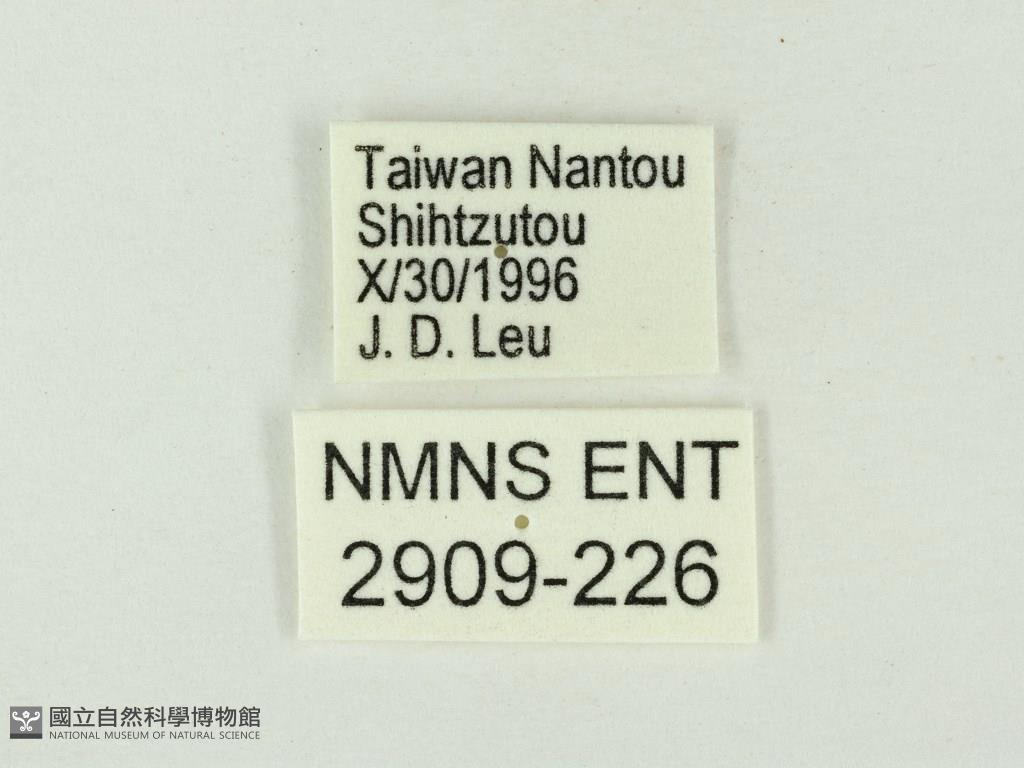 Taiwan Nantou
Shihtzutou
X/30/1996
J. D. Leu
NMNS ENT
2909-226
國立自然科學博物館
NATIONAL MUSEUM OF NATURAL SCIENCE